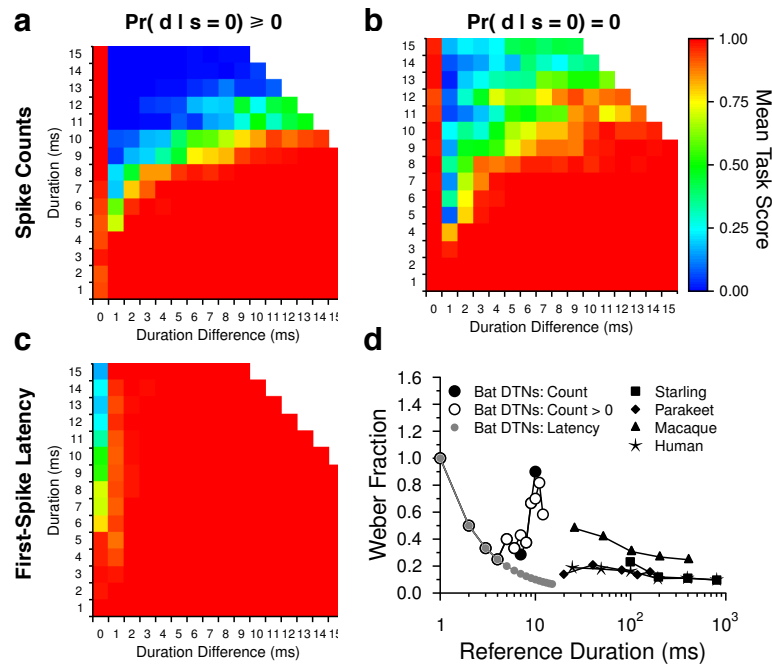 a
Pr( d | s = 0) ⩾ 0
b
Pr( d | s = 0) = 0
Spike Counts
Duration (ms)
15
14
13
12
11
10
9
8
7
6
5
4
3
2
1
0 1 2 3 4 5 6 7 8 9 10 11 12 13 14 15
Duration Difference (ms)
15
14
13
12
11
10
9
8
7
6
5
4
3
2
1
0 1 2 3 4 5 6 7 8 9 10 11 12 13 14 15
Duration Difference (ms)
1.00
0.75
0.50
0.25
0.00
Mean Task Score
c
First-Spike Latency
Duration (ms)
15
14
13
12
11
10
9
8
7
6
5
4
3
2
1
0 1 2 3 4 5 6 7 8 9 10 11 12 13 14 15
Duration Difference (ms)
d
Weber Fraction
1.6
1.4
1.2
1.0
0.8
0.6
0.4
0.2
0.0
Bat DTNs: Count
Bat DTNs: Count > 0
Bat DTNs: Latency
Starling
Parakeet
Macaque
Human
1 10 10² 10³
Reference Duration (ms)